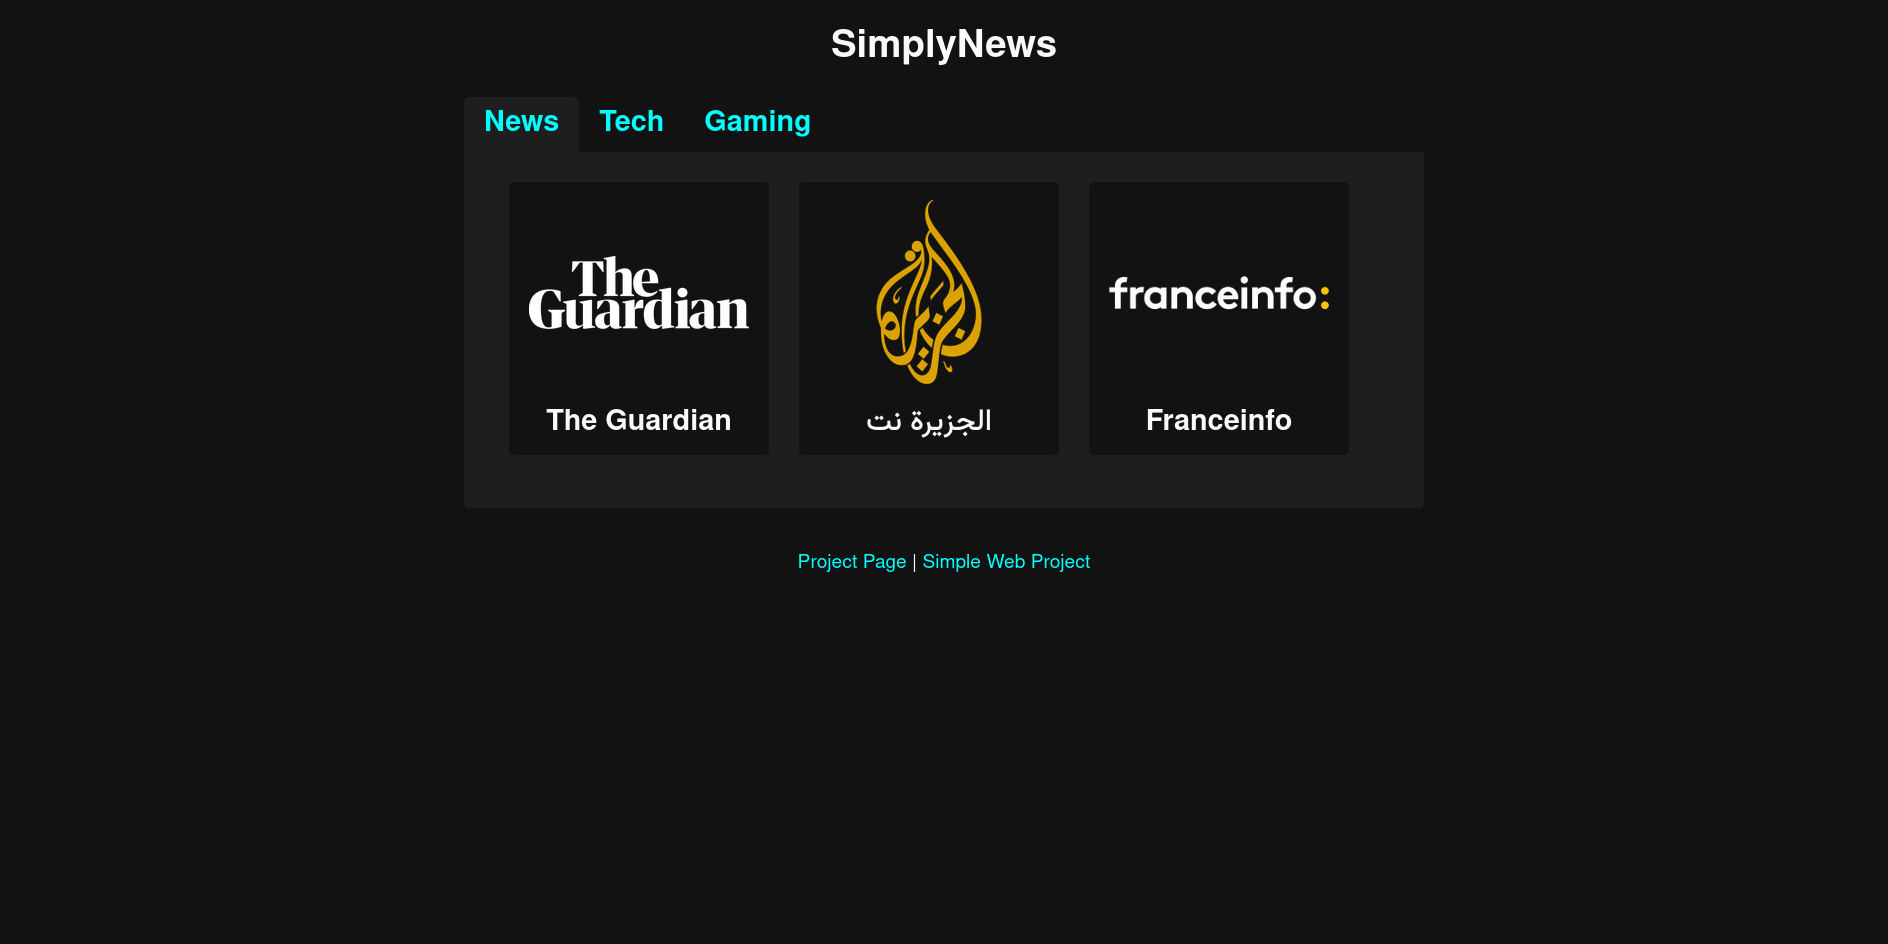 SimplyNews
News Tech Gaming
The
Guardian
The Guardian
الجزيرة
الجزيرة نت
franceinfo:
Franceinfo
Project Page | Simple Web Project